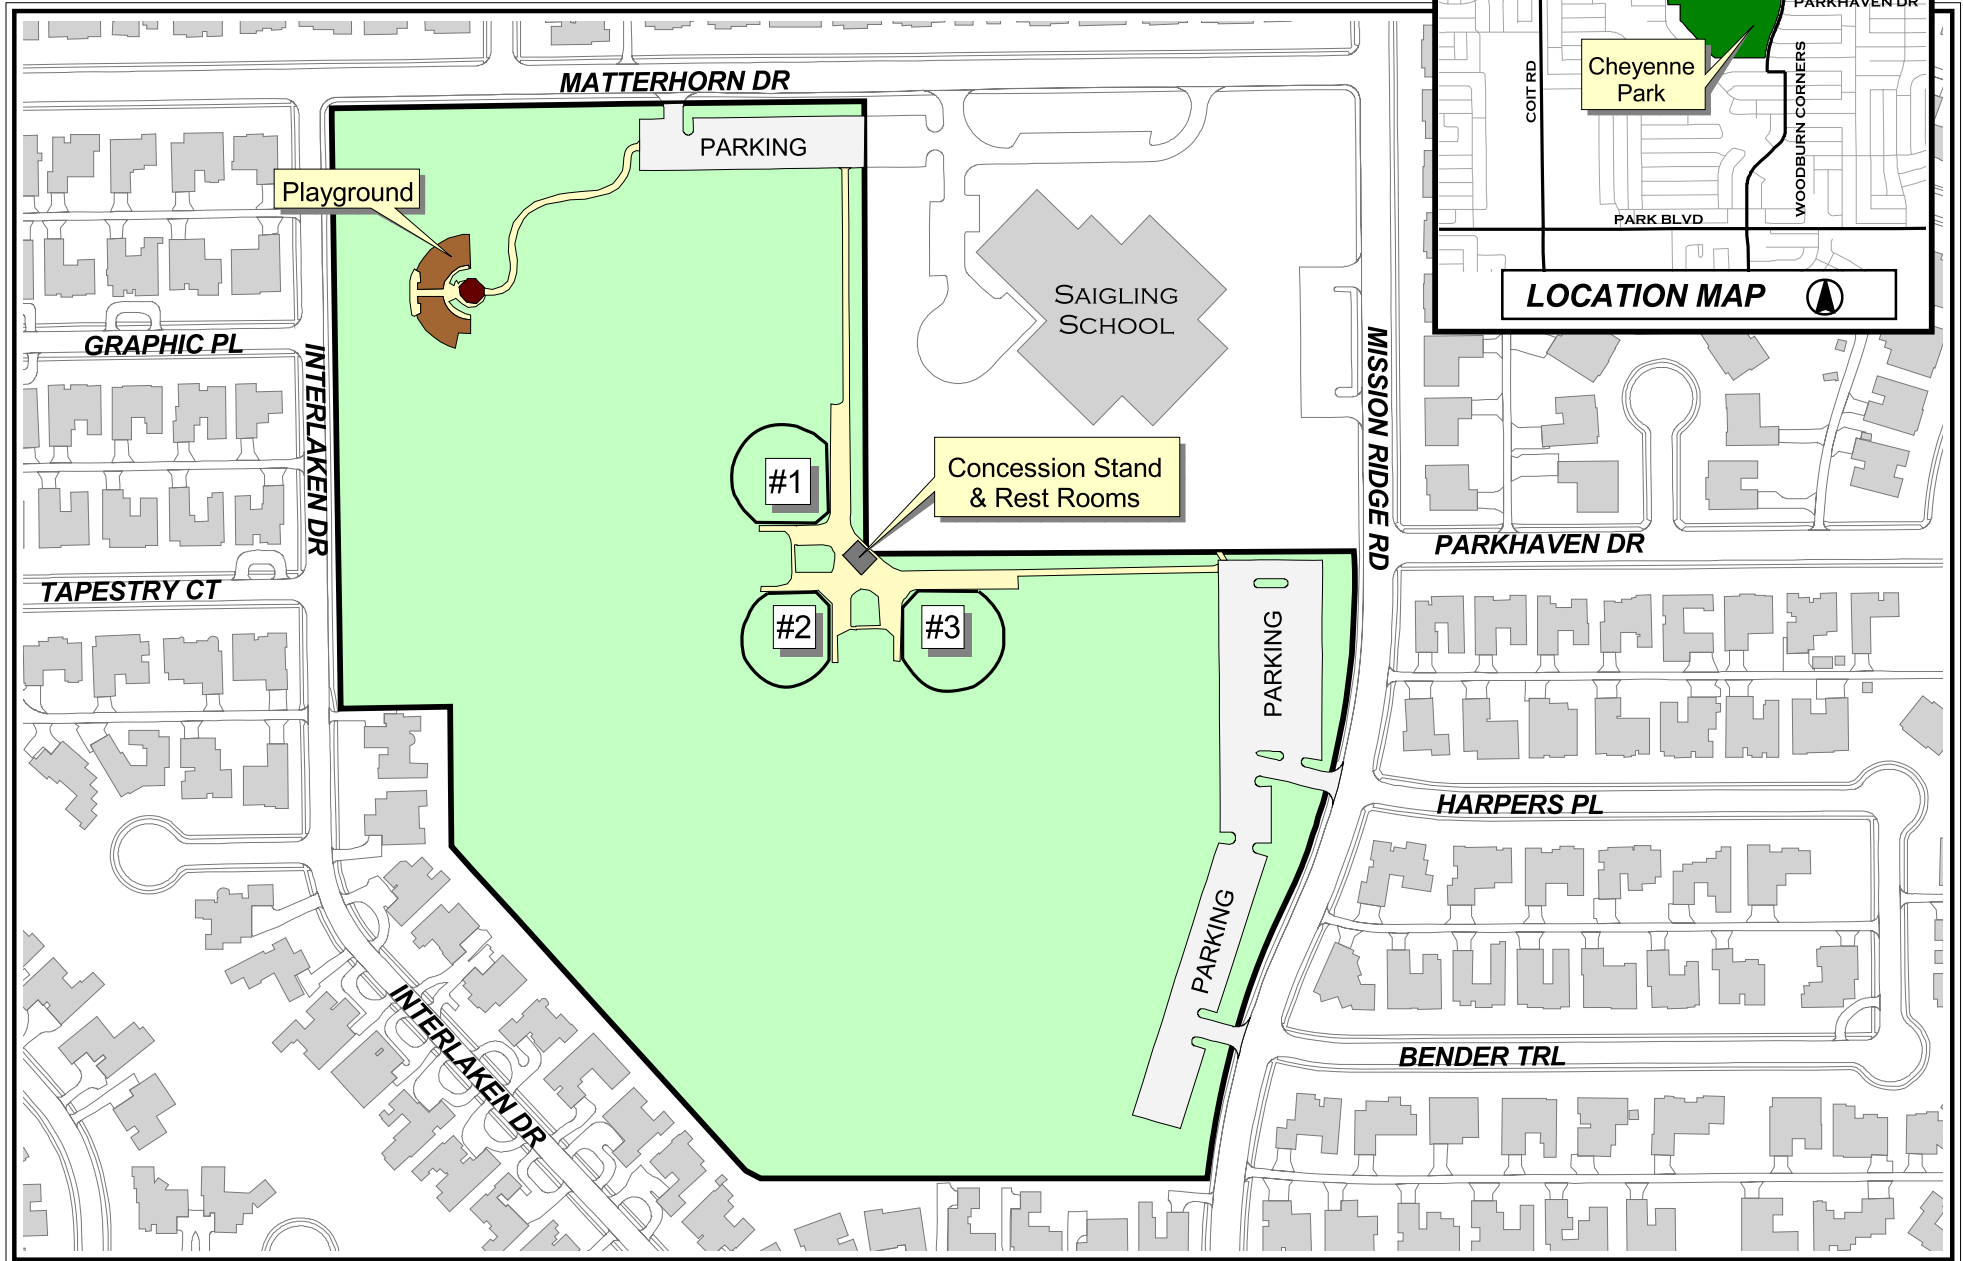 PARKHAVEN DR
COIT RD
Cheyenne
Park
WOODBURN CORNERS
PARK BLVD
LOCATION MAP
MATTERHORN DR
PARKING
Playground
SAIGLING
SCHOOL
GRAPHIC PL
INTERLAKEN DR
MISSION RIDGE RD
#1
Concession Stand
& Rest Rooms
PARKHAVEN DR
TAPESTRY CT
#2
#3
PARKING
HARPERS PL
PARKING
INTERLAKEN DR
BENDER TRL